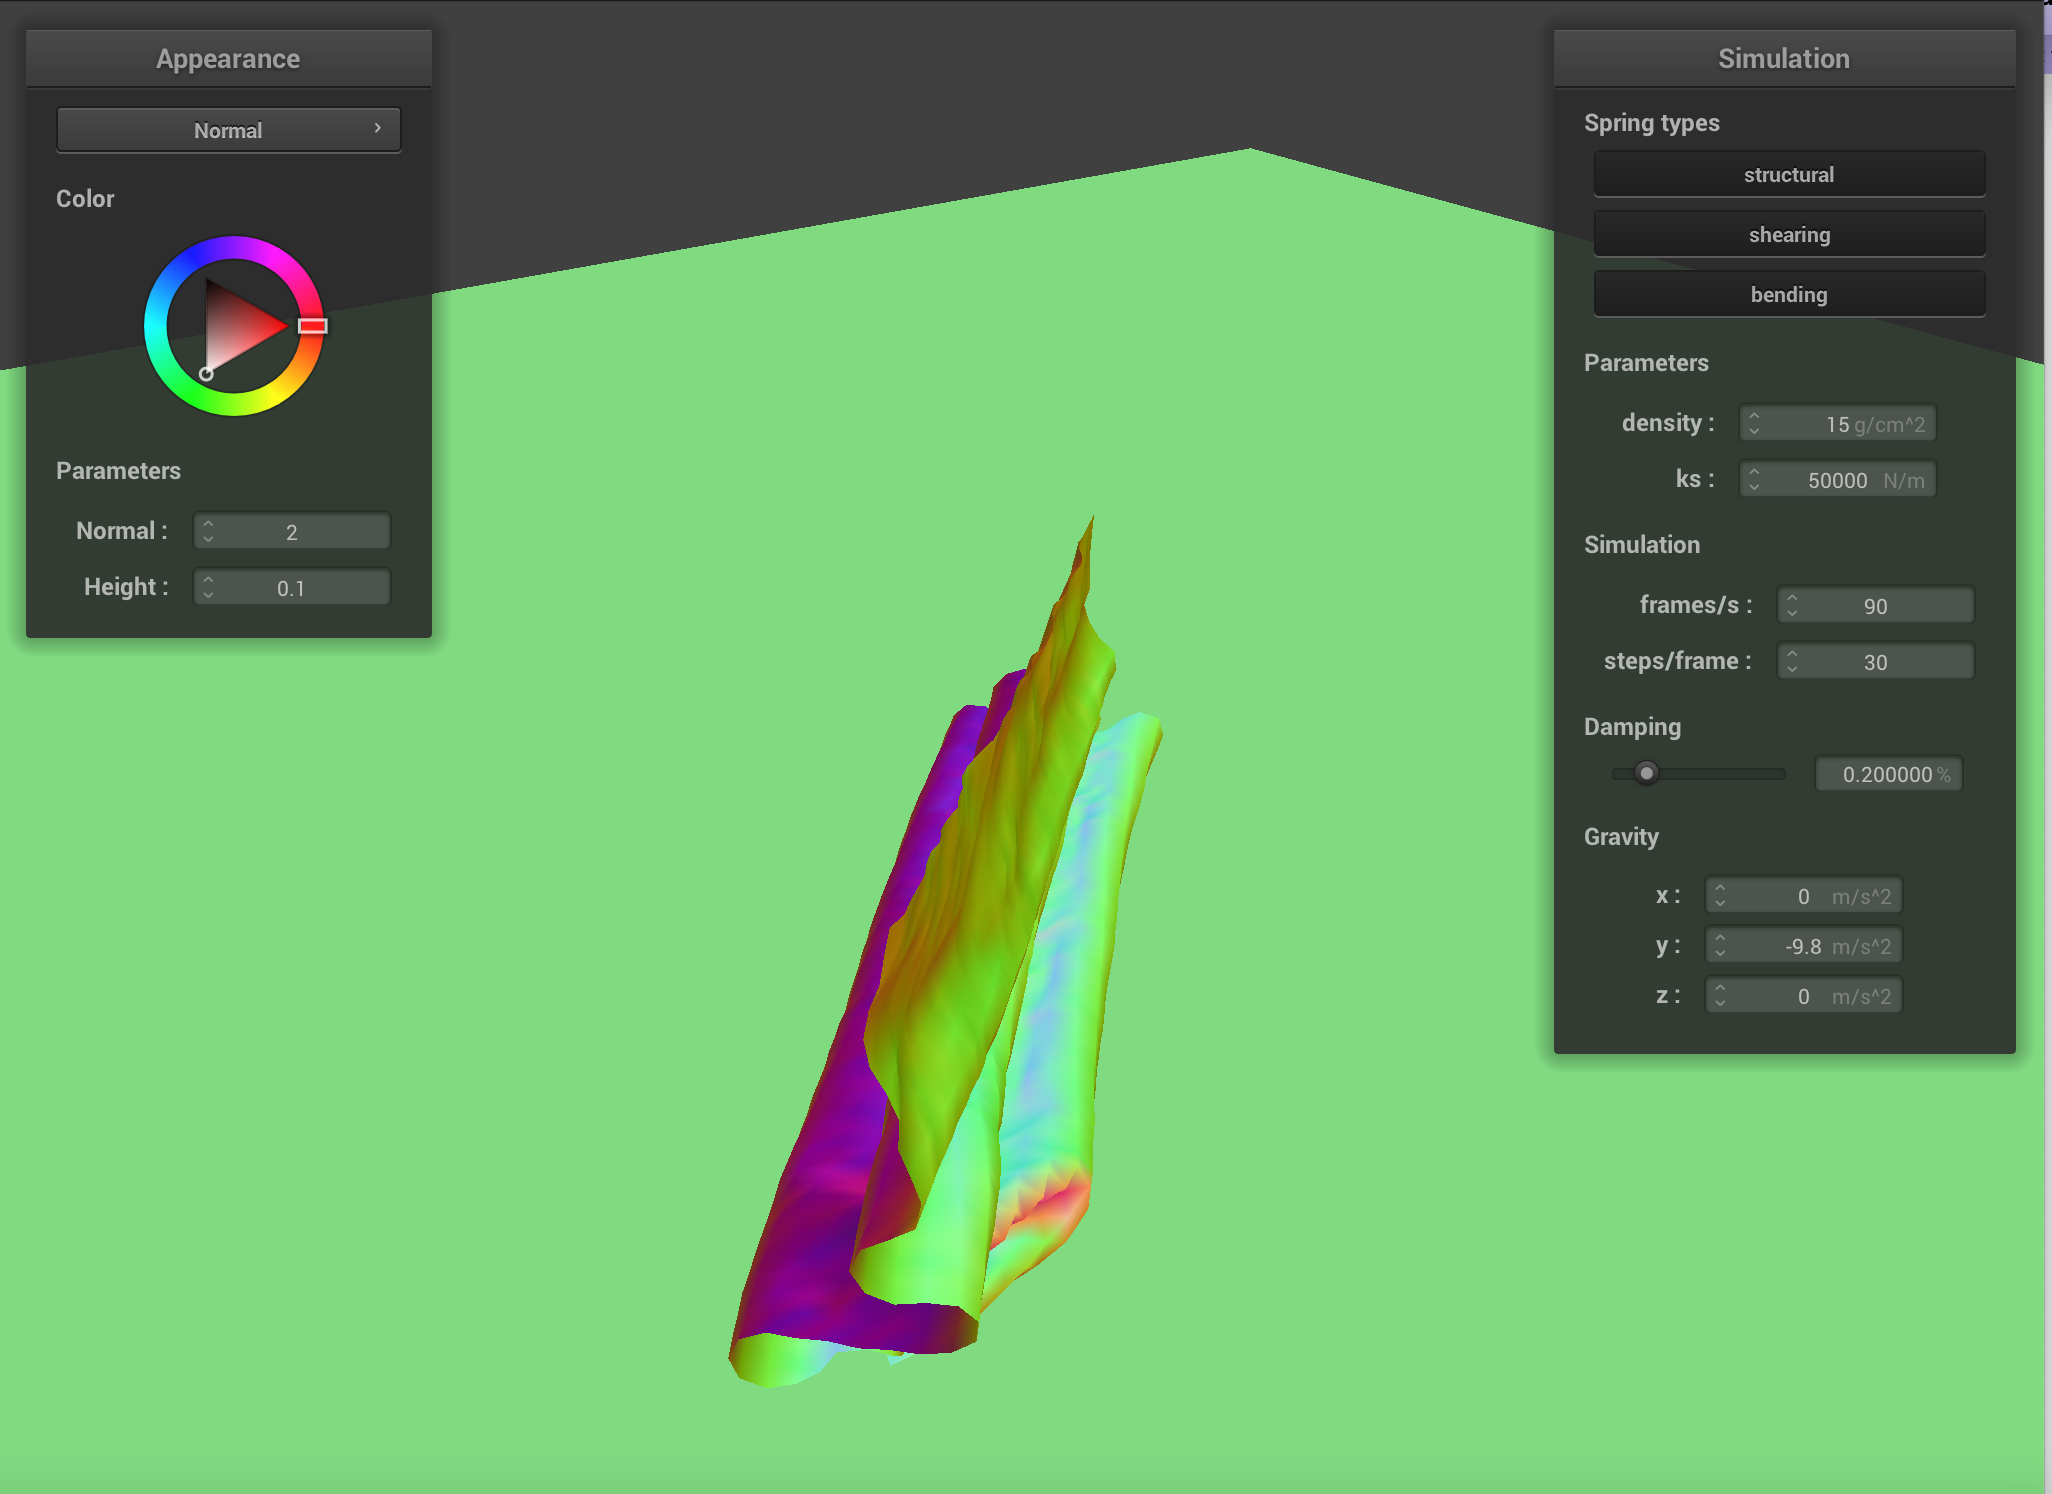 Appearance
Normal
Color
Parameters
Normal : 2
Height : 0.1
Simulation
Spring types
structural
shearing
bending
Parameters
density : 15 g/cm^2
ks : 50000 N/m
Simulation
frames/s : 90
steps/frame : 30
Damping
0.200000 %
Gravity
x : 0 m/s^2
y : -9.8 m/s^2
z : 0 m/s^2